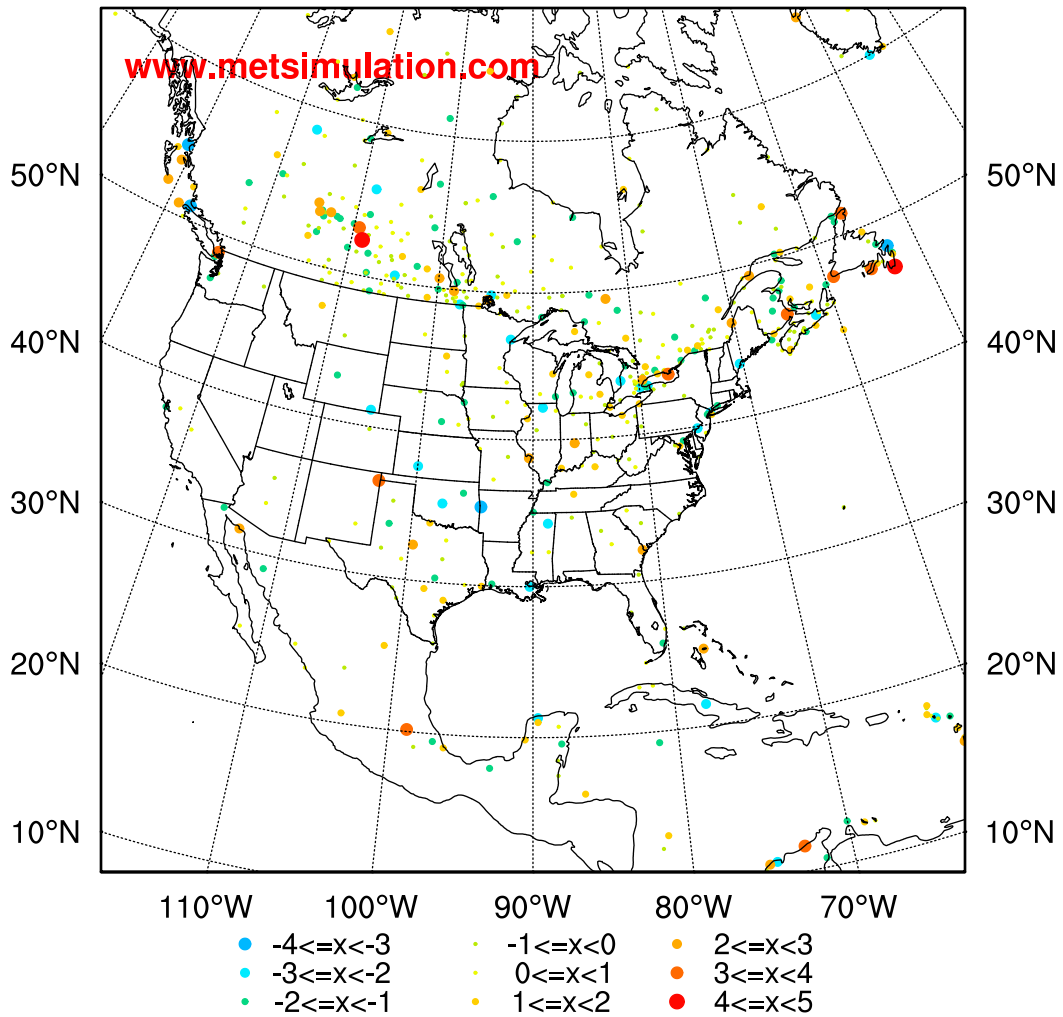 www.metsimulation.com
50°N 50°N
40°N 40°N
30°N 30°N
20°N 20°N
10°N 10°N
110°W 100°W 90°W 80°W 70°W
-4<=x<-3 -1<=x<0 2<=x<3
-3<=x<-2 0<=x<1 3<=x<4
-2<=x<-1 1<=x<2 4<=x<5